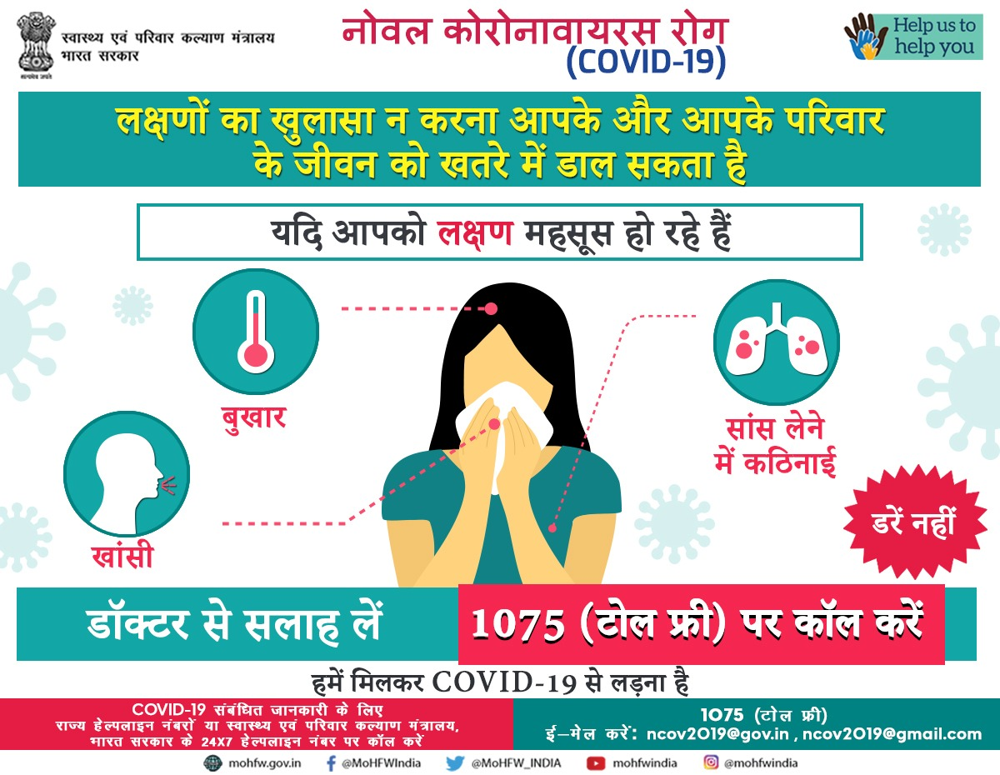 स्वास्थ्य एवं परिवार कल्याण मंत्रालय
भारत सरकार
सत्यमेव जयते
नोवल कोरोनावायरस रोग
(COVID-19)
Help us to
help you
लक्षणों का खुलासा न करना आपके और आपके परिवार
के जीवन को खतरे में डाल सकता है
यदि आपको लक्षण महसूस हो रहे हैं
बुखार
सांस लेने
में कठिनाई
खांसी
डरें नहीं
डॉक्टर से सलाह लें
1075 (टोल फ्री) पर कॉल करें
हमें मिलकर COVID-19 से लड़ना है
COVID-19 संबंधित जानकारी के लिए
राज्य हेल्पलाइन नंबरों या स्वास्थ्य एवं परिवार कल्याण मंत्रालय,
भारत सरकार के 24X7 हेल्पलाइन नंबर पर कॉल करें
1075 (टोल फ्री)
ई-मेल करें: ncov2019@gov.in , ncov2019@gmail.com
mohfw.gov.in @MoHFWIndia @MoHFW_INDIA mohfwindia @mohfwindia